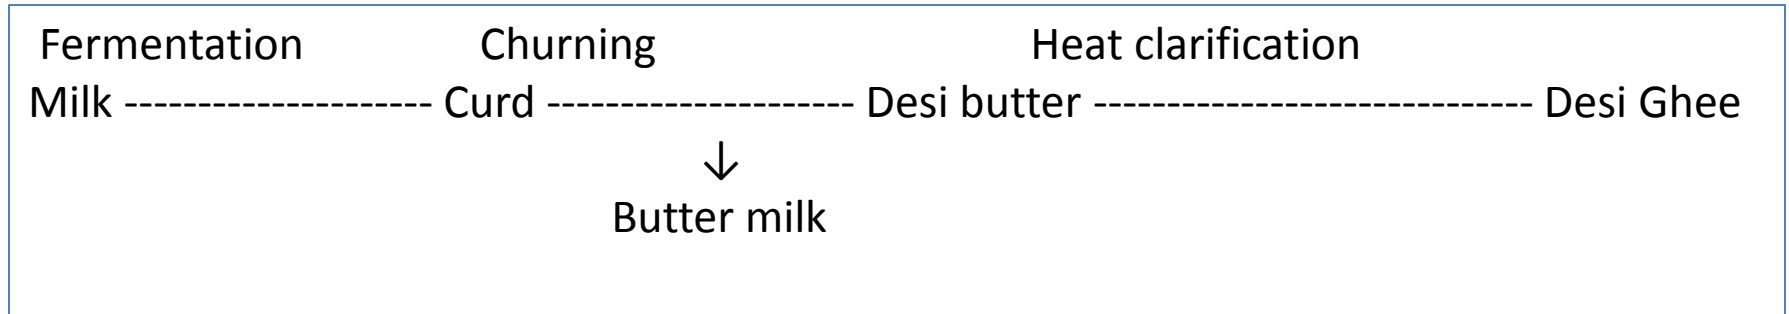 Fermentation Churning Heat clarification
Milk --------------------- Curd --------------------- Desi butter ------------------------------ Desi Ghee
↓
Butter milk